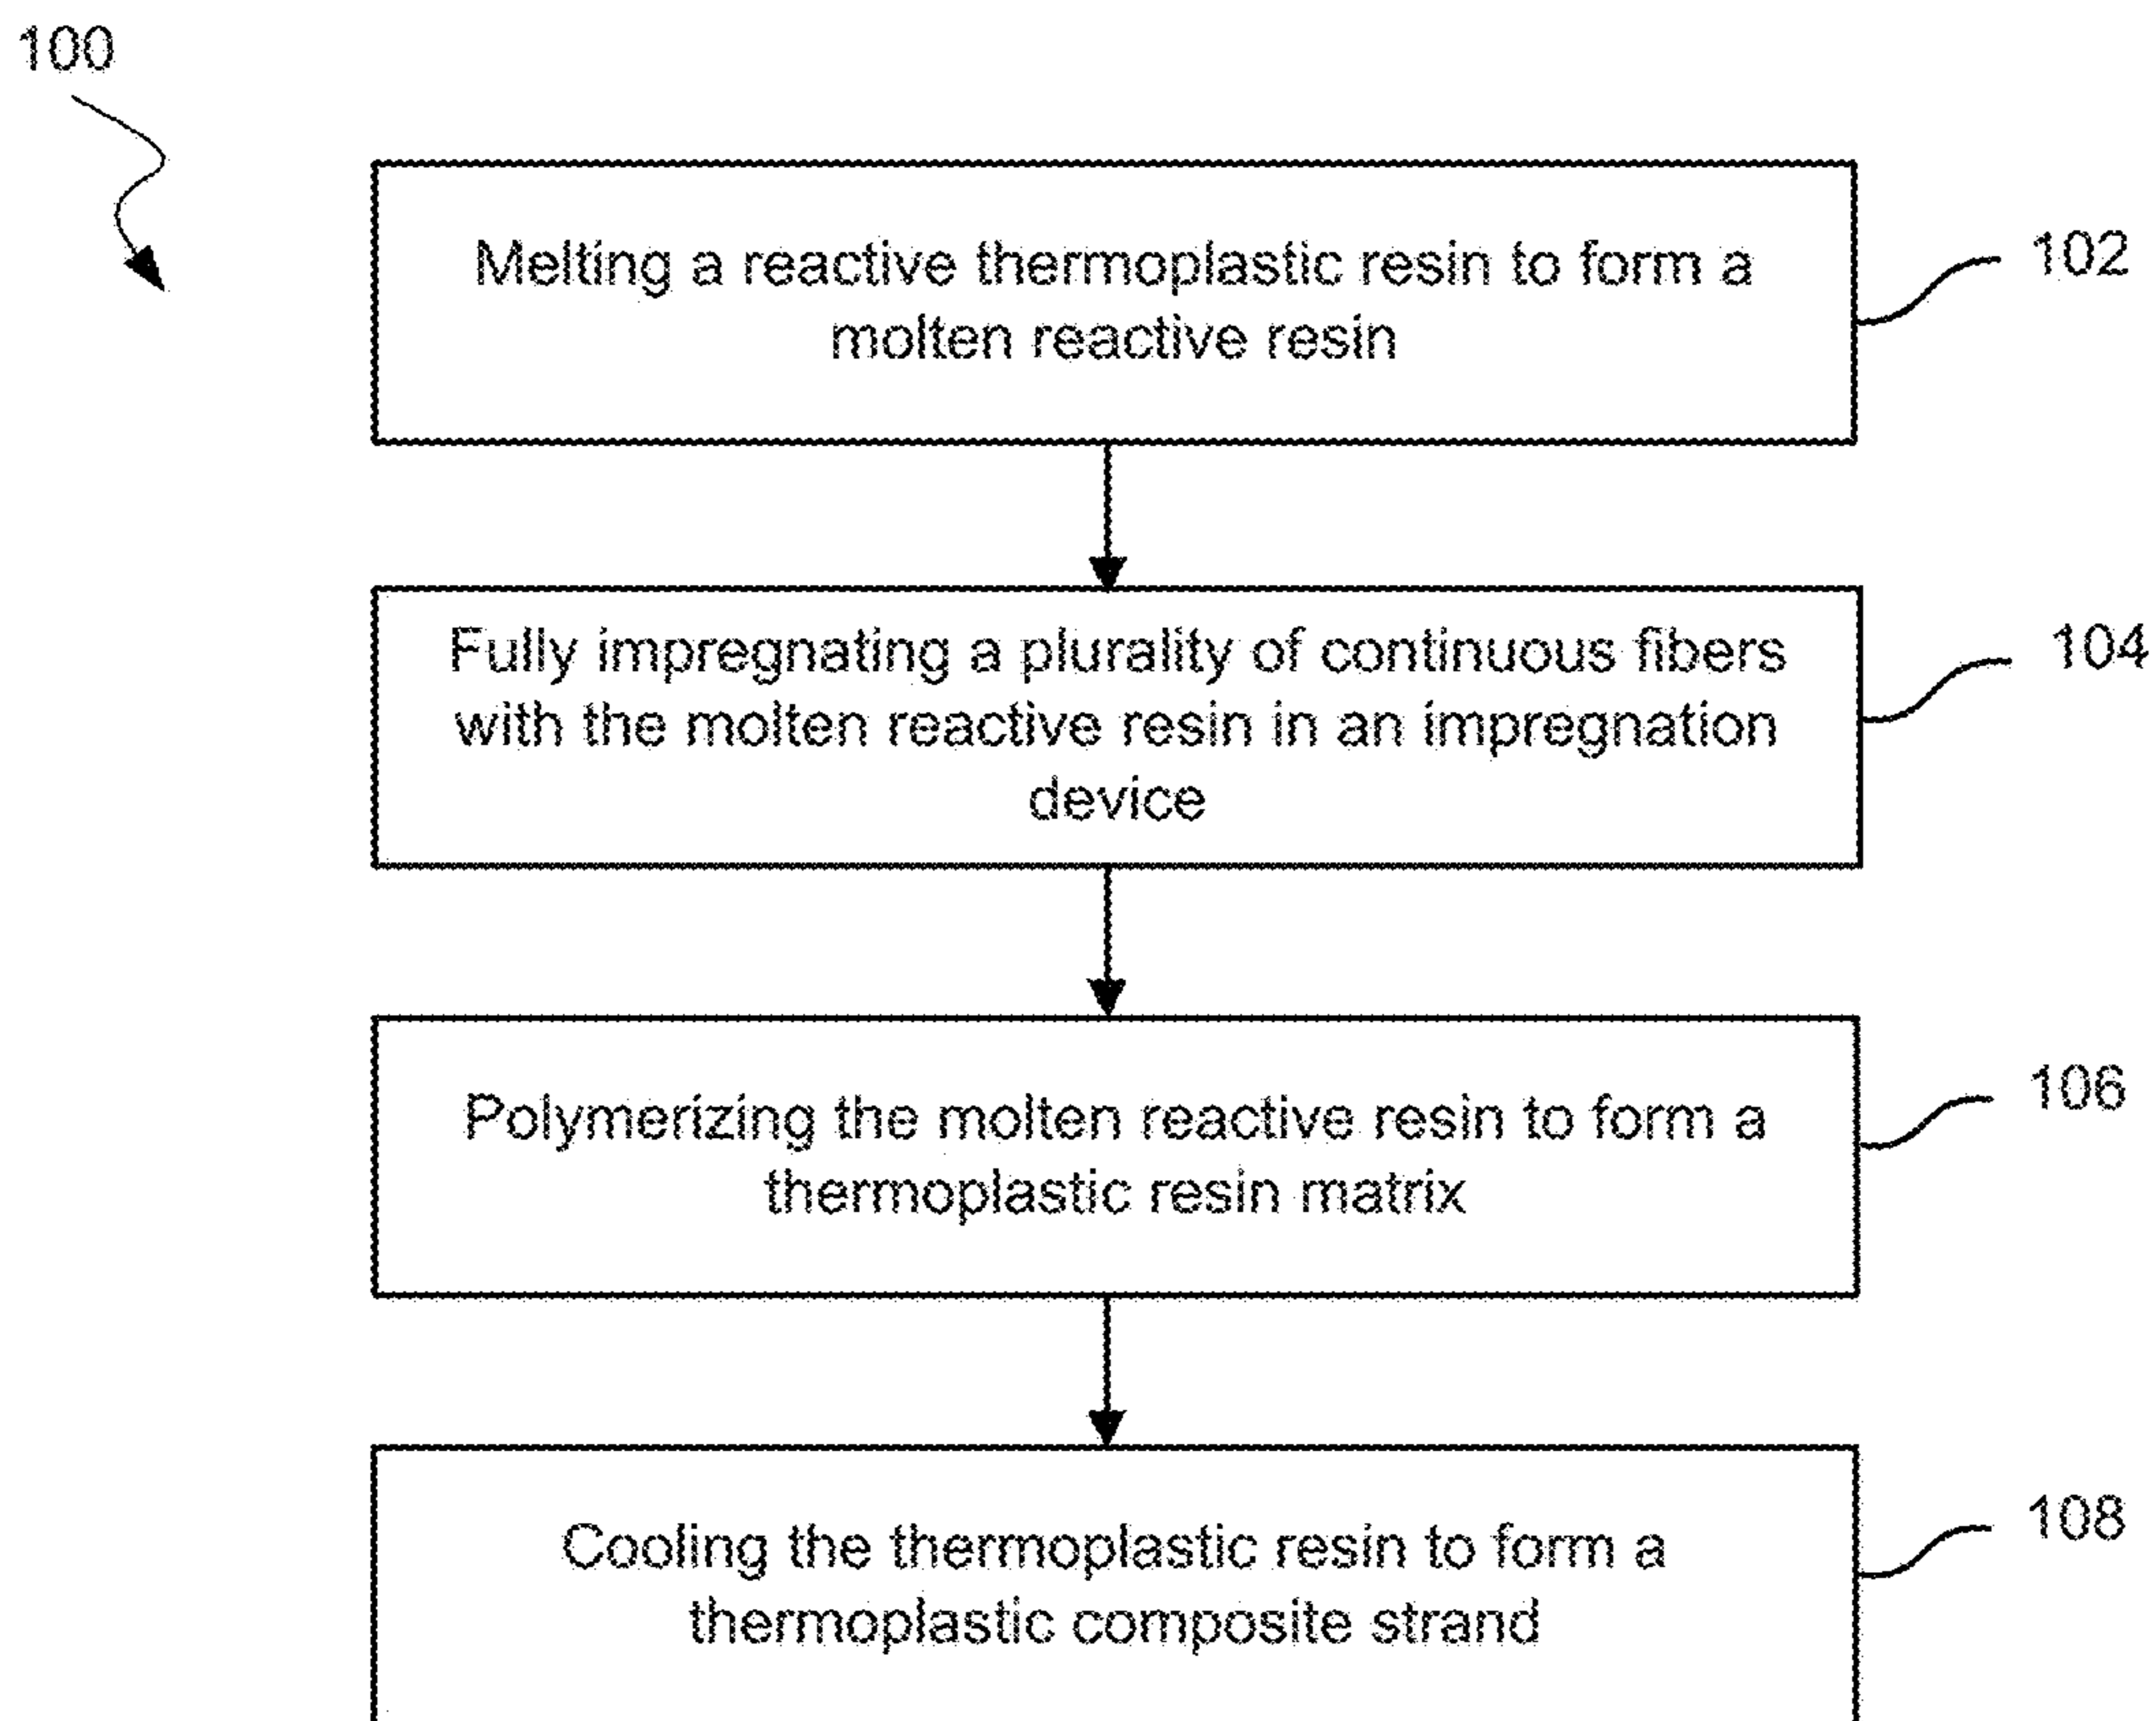 100
Melting a reactive thermoplastic resin to form a
molten reactive resin
102
Fully impregnating a plurality of continuous fibers
with the molten reactive resin in an impregnation
device
104
Polymerizing the molten reactive resin to form a
thermoplastic resin matrix
106
Cooling the thermoplastic resin to form a
thermoplastic composite strand
108